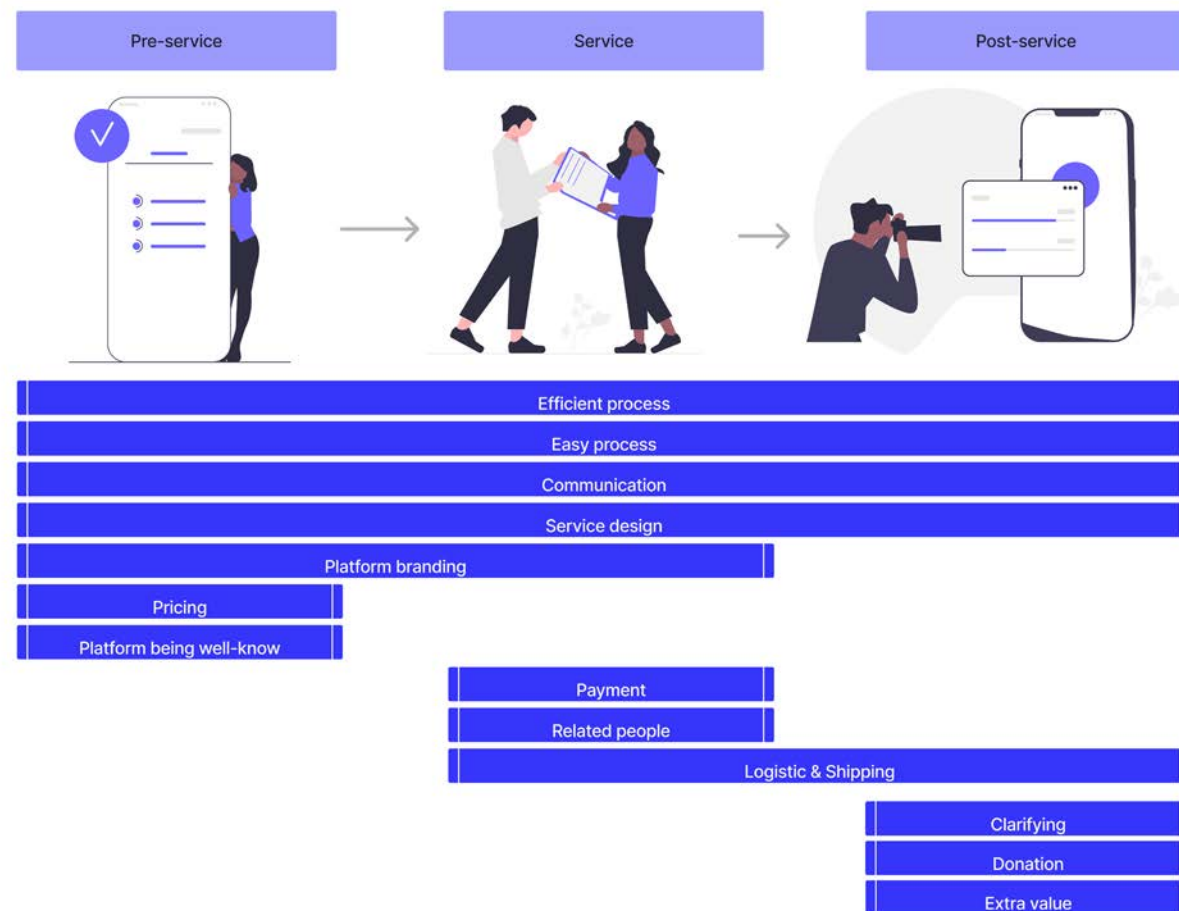 Pre-service
Service
Post-service
Efficient process
Easy process
Communication
Service design
Platform branding
Pricing
Platform being well-know
Payment
Related people
Logistic & Shipping
Clarifying
Donation
Extra value